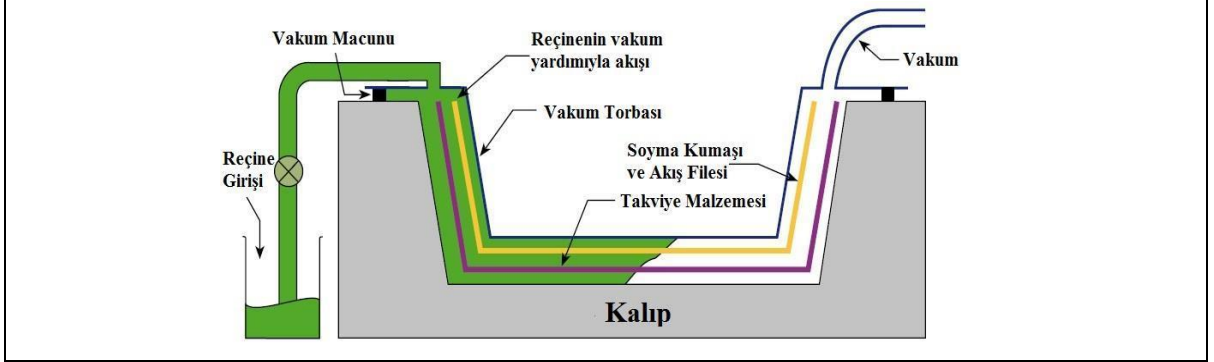 Vakum Macunu
Reçinenin vakum
yardımıyla akışı
Vakum
Vakum Torbası
Reçine
Girişi
Soyma Kumaşı
ve Akış Filesi
Takviye Malzemesi
Kalıp